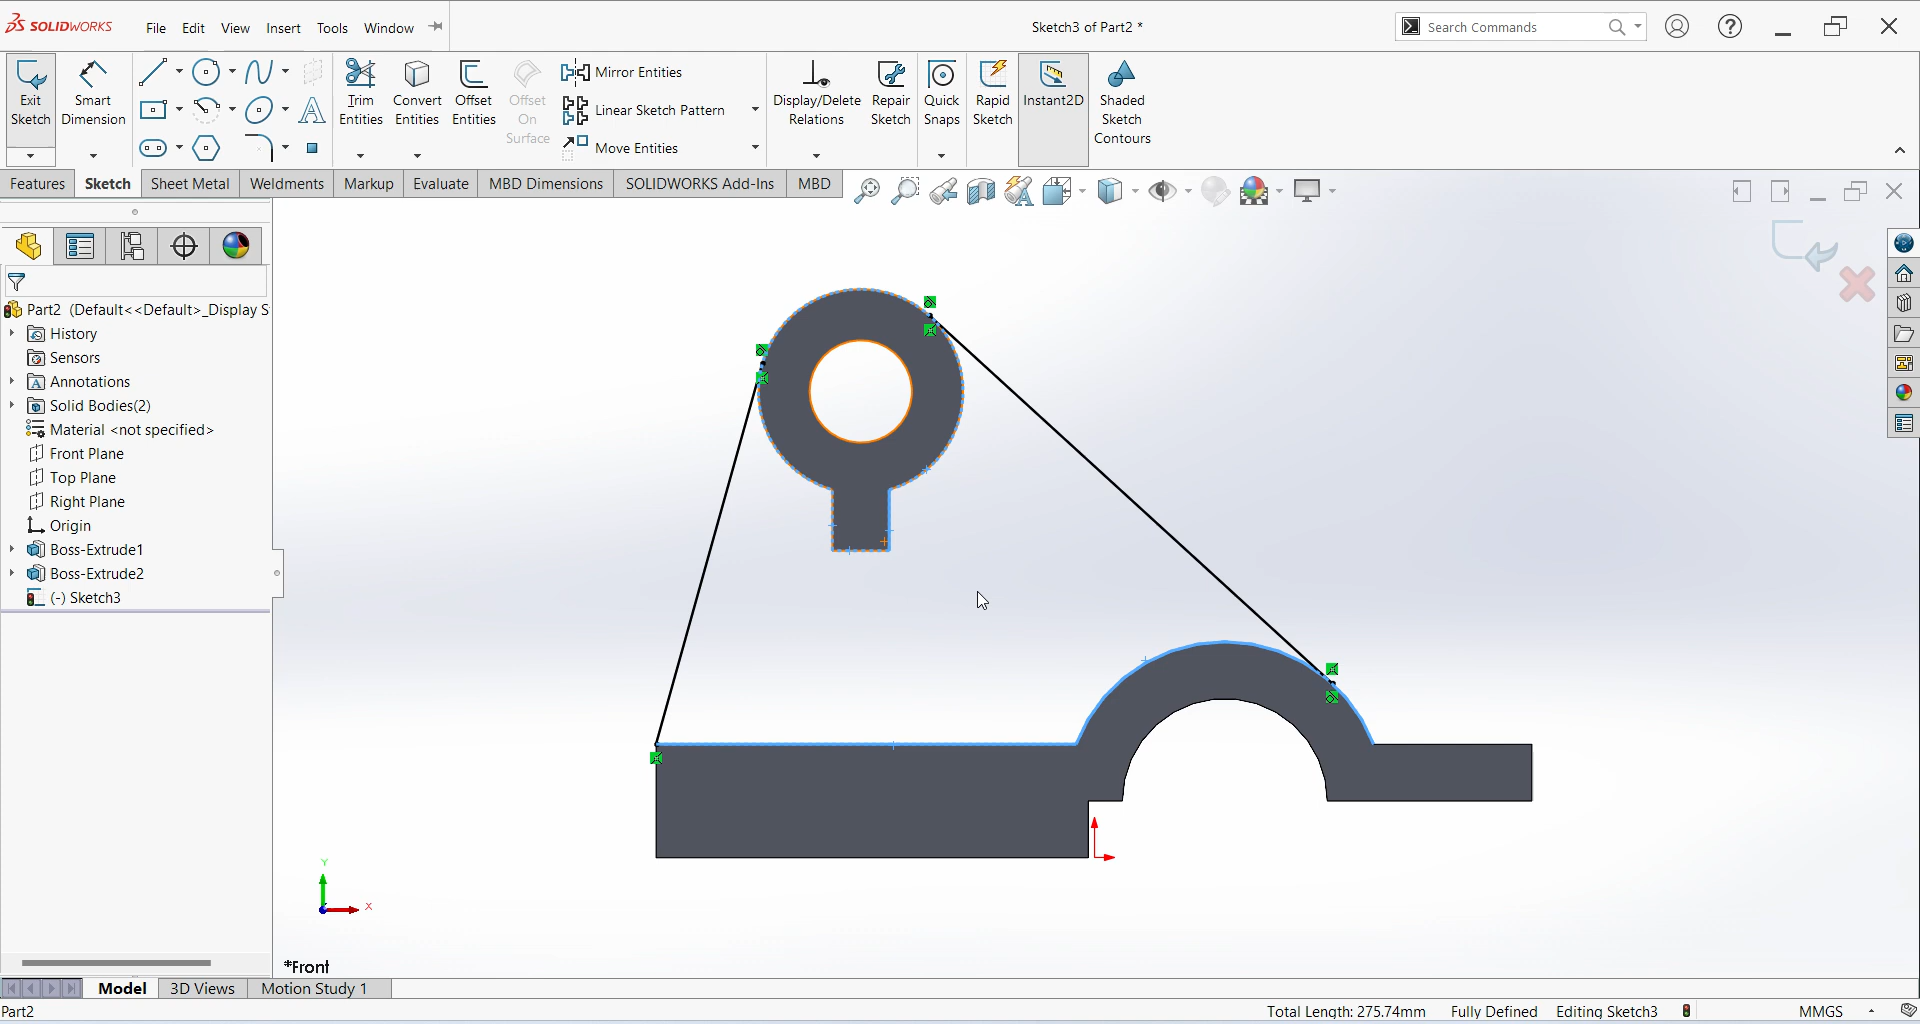 SOLIDWORKS File Edit View Insert Tools Window Sketch3 of Part2 * Search Commands
Exit Sketch
Smart Dimension
Trim Entities
Convert Entities
Offset Entities
Offset On Surface
Mirror Entities
Linear Sketch Pattern
Move Entities
Display/Delete Relations
Repair Sketch
Quick Snaps
Rapid Sketch
Instant2D
Shaded Sketch Contours
Features Sketch Sheet Metal Weldments Markup Evaluate MBD Dimensions SOLIDWORKS Add-Ins MBD
Part2 (Default<<Default>_Display S
History
Sensors
Annotations
Solid Bodies(2)
Material <not specified>
Front Plane
Top Plane
Right Plane
Origin
Boss-Extrude1
Boss-Extrude2
(-) Sketch3
Y
X
*Front
Model 3D Views Motion Study 1
Part2 Total Length: 275.74mm Fully Defined Editing Sketch3 MMGS